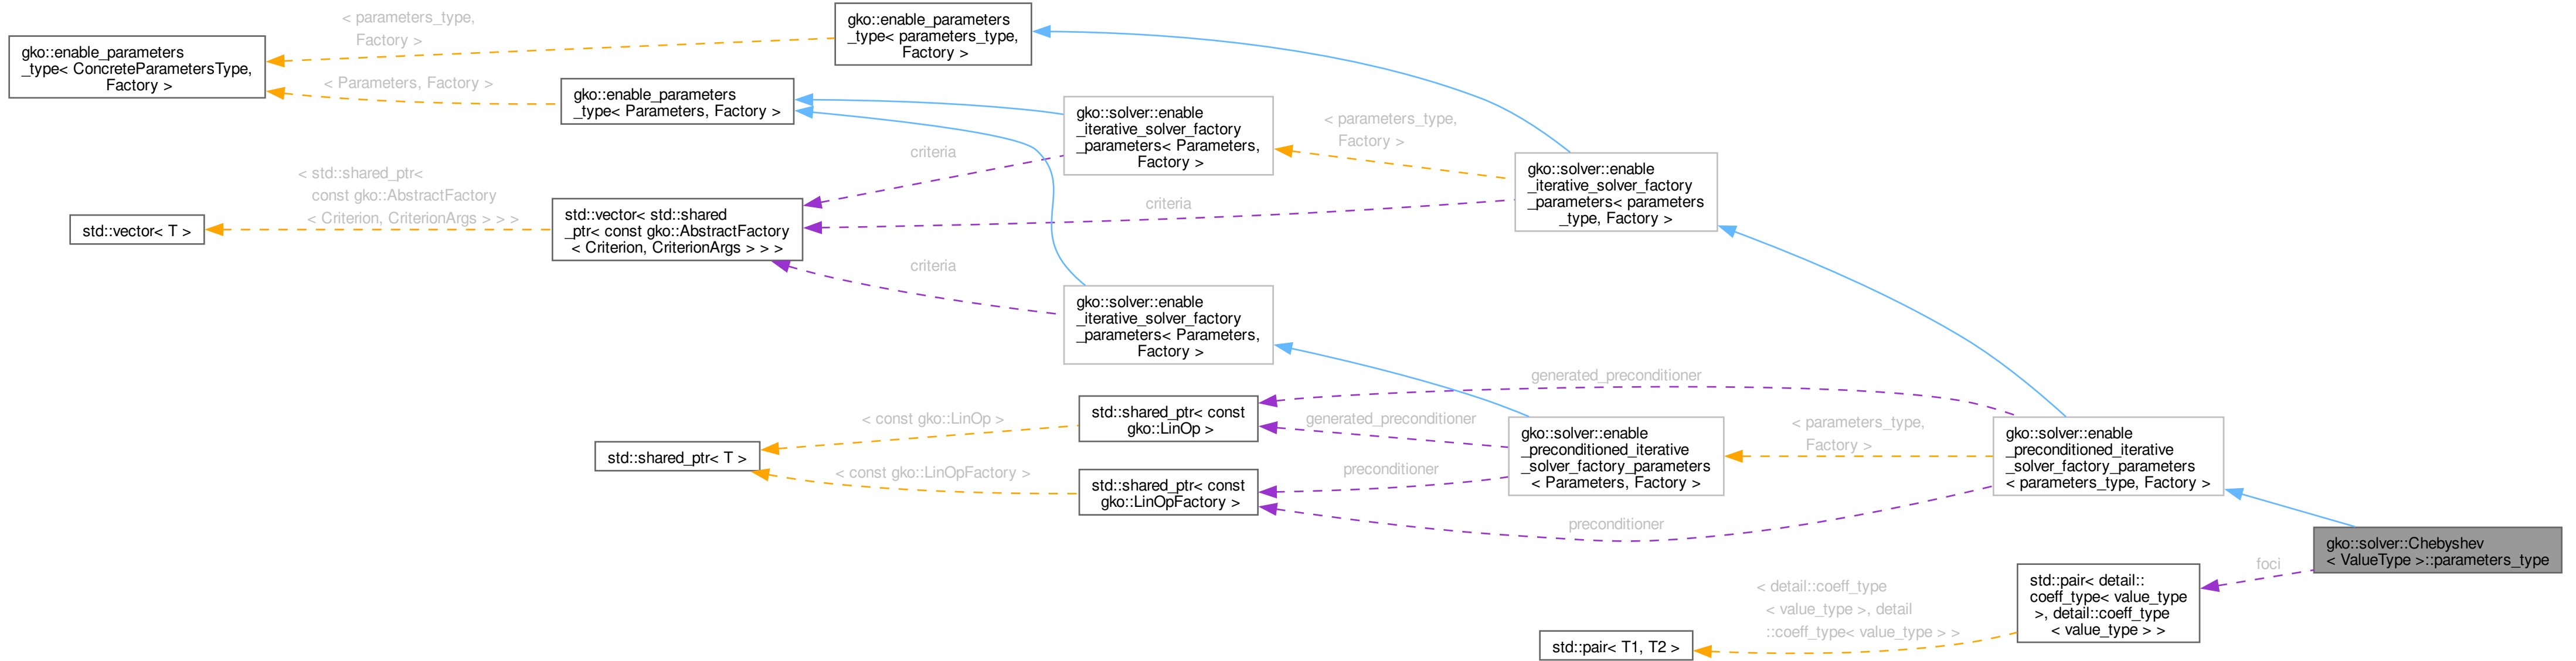 gko::enable_parameters
_type< ConcreteParametersType,
Factory >
< parameters_type,
Factory >
< Parameters, Factory >
gko::enable_parameters
_type< parameters_type,
Factory >
gko::enable_parameters
_type< Parameters, Factory >
gko::solver::enable
_iterative_solver_factory
_parameters< Parameters,
Factory >
< parameters_type,
Factory >
criteria
gko::solver::enable
_iterative_solver_factory
_parameters< parameters
_type, Factory >
criteria
std::vector< T >
< std::shared_ptr<
const gko::AbstractFactory
< Criterion, CriterionArgs > > >
std::vector< std::shared
_ptr< const gko::AbstractFactory
< Criterion, CriterionArgs > > >
criteria
gko::solver::enable
_iterative_solver_factory
_parameters< Parameters,
Factory >
generated_preconditioner
std::shared_ptr< T >
< const gko::LinOp >
std::shared_ptr< const
gko::LinOp >
generated_preconditioner
< const gko::LinOpFactory >
std::shared_ptr< const
gko::LinOpFactory >
preconditioner
gko::solver::enable
_preconditioned_iterative
_solver_factory_parameters
< Parameters, Factory >
< parameters_type,
Factory >
gko::solver::enable
_preconditioned_iterative
_solver_factory_parameters
< parameters_type, Factory >
preconditioner
gko::solver::Chebyshev
< ValueType >::parameters_type
foci
std::pair< detail::
coeff_type< value_type
>, detail::coeff_type
< value_type > >
< detail::coeff_type
< value_type >, detail
::coeff_type< value_type > >
std::pair< T1, T2 >